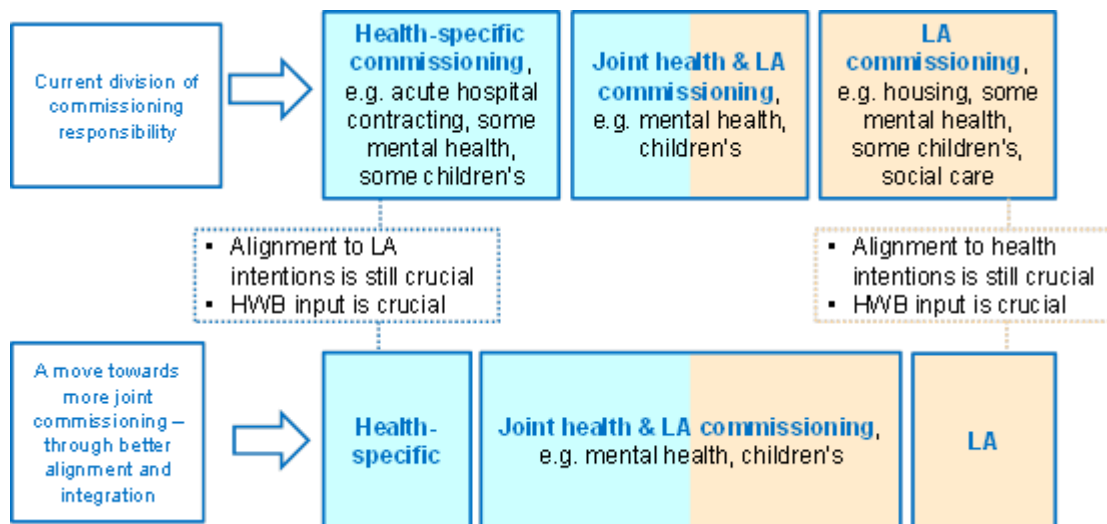 Current division of
commissioning
responsibility
Health-specific
commissioning,
e.g. acute hospital
contracting, some
mental health,
some children's
Joint health & LA
commissioning,
e.g. mental health,
children's
LA
commissioning,
e.g. housing, some
mental health,
some children's,
social care
▪ Alignment to LA
intentions is still crucial
▪ HWB input is crucial
▪ Alignment to health
intentions is still crucial
▪ HWB input is crucial
A move towards
more joint
commissioning –
through better
alignment and
integration
Health-
specific
Joint health & LA commissioning,
e.g. mental health, children's
LA